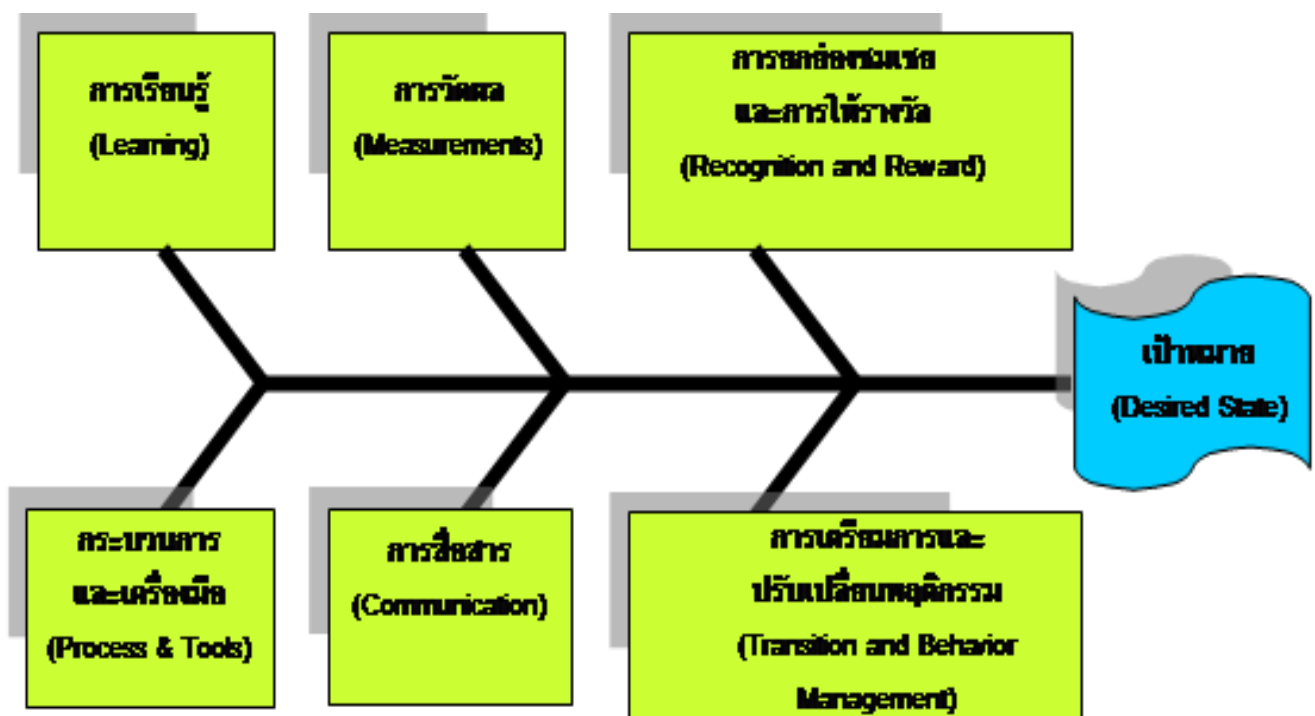 การเรียนรู้
(Learning)
การวัดผล
(Measurements)
การยกย่องชมเชย
และการให้รางวัล
(Recognition and Reward)
เป้าหมาย
(Desired State)
กระบวนการ
และเครื่องมือ
(Process & Tools)
การสื่อสาร
(Communication)
การเตรียมการและ
ปรับเปลี่ยนพฤติกรรม
(Transition and Behavior
Management)